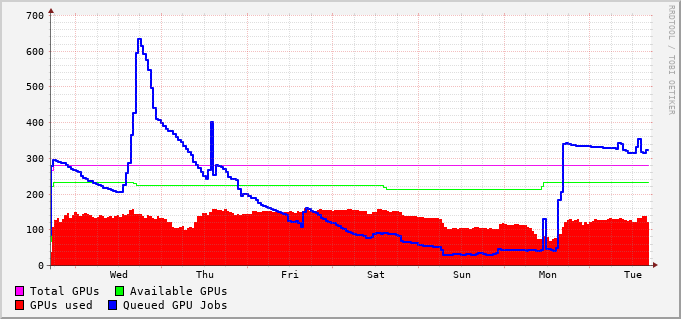 700
600
500
400
300
200
100
0
Wed Thu Fri Sat Sun Mon Tue
Total GPUs Available GPUs
GPUs used Queued GPU Jobs
RRDTOOL / TOBI OETIKER